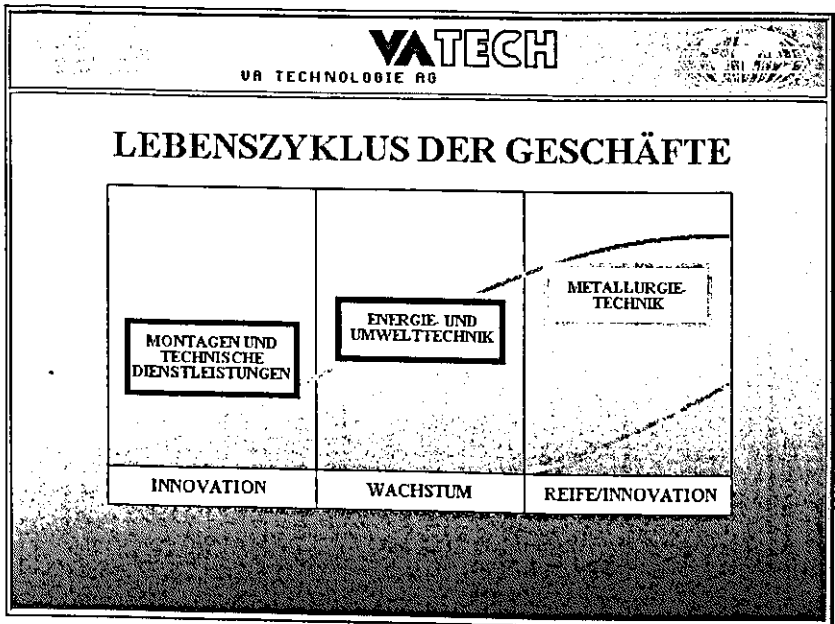 VATECH
VA TECHNOLOGIE AG
LEBENSZYKLUS DER GESCHÄFTE
MONTAGEN UND
TECHNISCHE
DIENSTLEISTUNGEN
ENERGIE- UND
UMWELTTECHNIK
METALLURGIE-
TECHNIK
INNOVATION
WACHSTUM
REIFE/INNOVATION